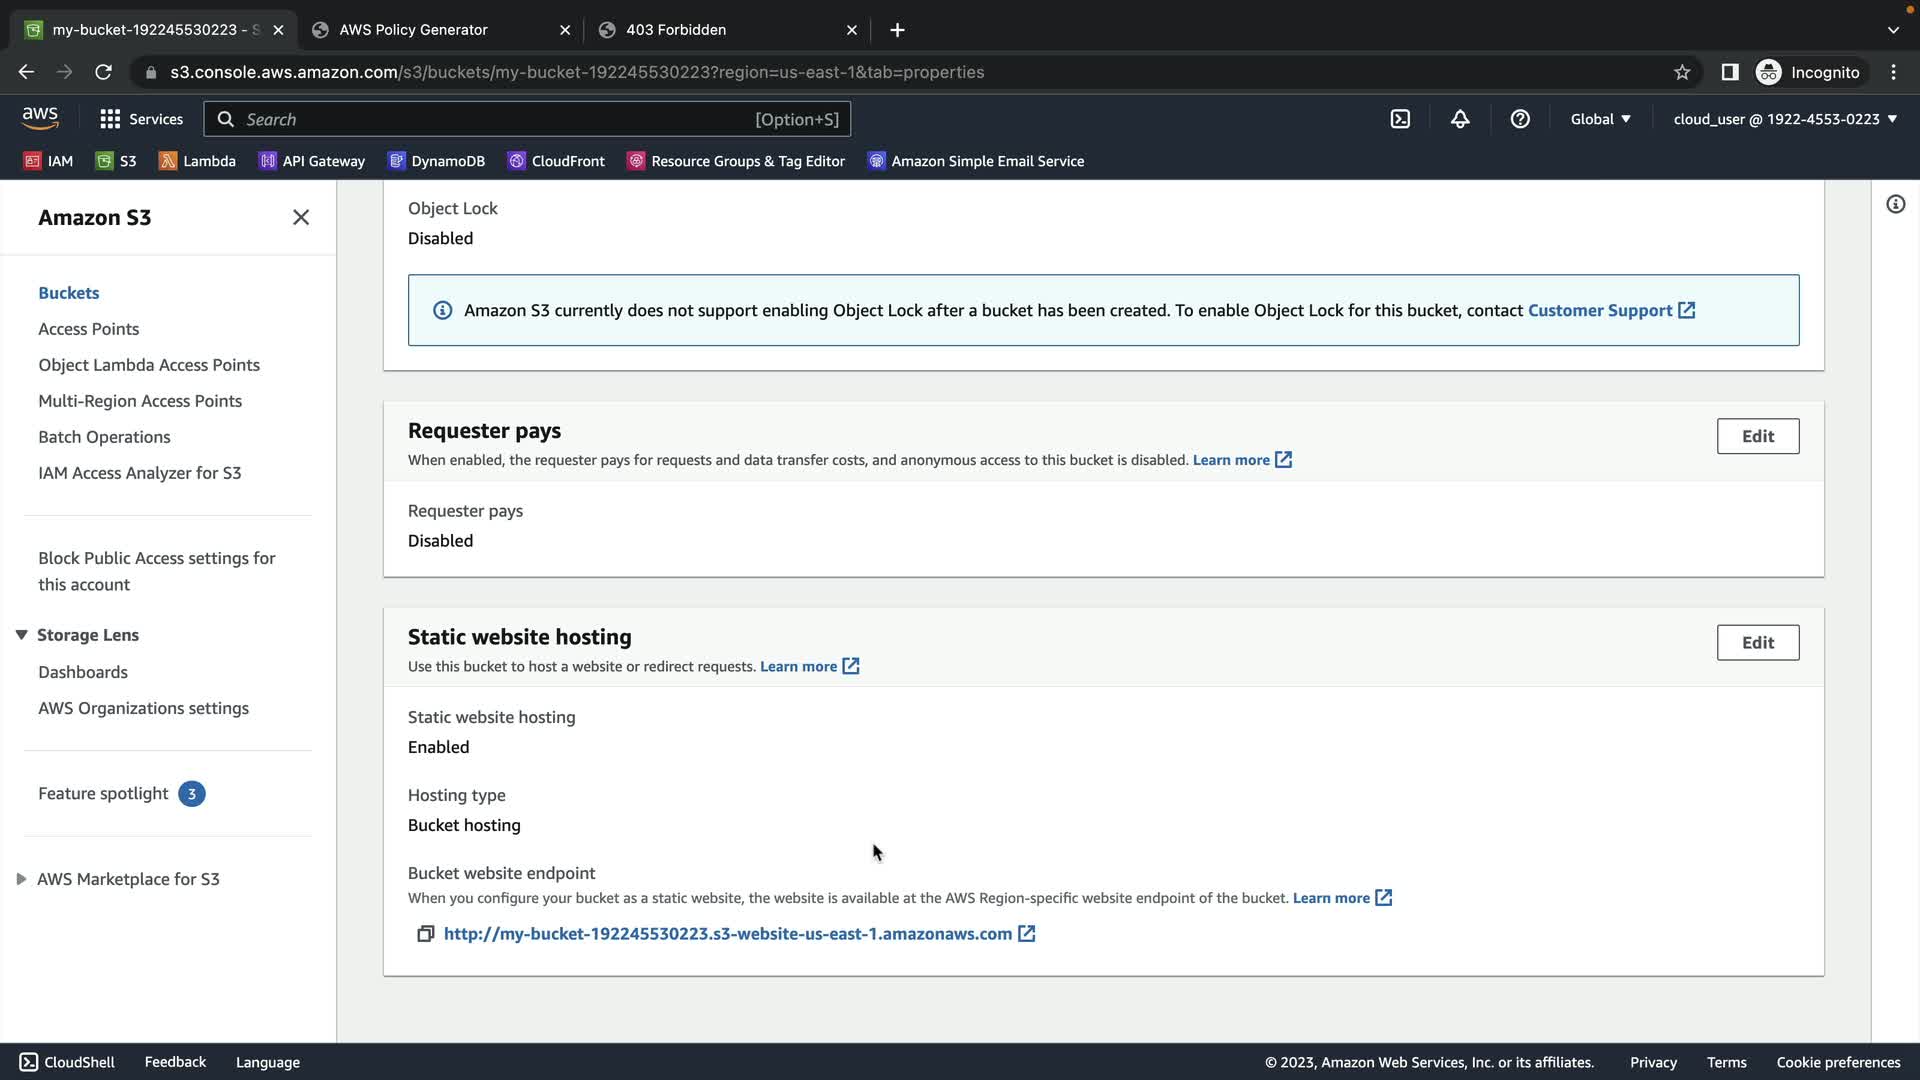 my-bucket-192245530223 - S
AWS Policy Generator
403 Forbidden
s3.console.aws.amazon.com/s3/buckets/my-bucket-192245530223?region=us-east-1&tab=properties
Incognito
aws
Services
Search
[Option+S]
Global
cloud_user @ 1922-4553-0223
IAM
S3
Lambda
API Gateway
DynamoDB
CloudFront
Resource Groups & Tag Editor
Amazon Simple Email Service
Amazon S3
Buckets
Access Points
Object Lambda Access Points
Multi-Region Access Points
Batch Operations
IAM Access Analyzer for S3
Block Public Access settings for
this account
Storage Lens
Dashboards
AWS Organizations settings
Feature spotlight 3
AWS Marketplace for S3
Object Lock
Disabled
Amazon S3 currently does not support enabling Object Lock after a bucket has been created. To enable Object Lock for this bucket, contact Customer Support
Requester pays
Edit
When enabled, the requester pays for requests and data transfer costs, and anonymous access to this bucket is disabled. Learn more
Requester pays
Disabled
Static website hosting
Edit
Use this bucket to host a website or redirect requests. Learn more
Static website hosting
Enabled
Hosting type
Bucket hosting
Bucket website endpoint
When you configure your bucket as a static website, the website is available at the AWS Region-specific website endpoint of the bucket. Learn more
http://my-bucket-192245530223.s3-website-us-east-1.amazonaws.com
CloudShell
Feedback
Language
© 2023, Amazon Web Services, Inc. or its affiliates.
Privacy
Terms
Cookie preferences